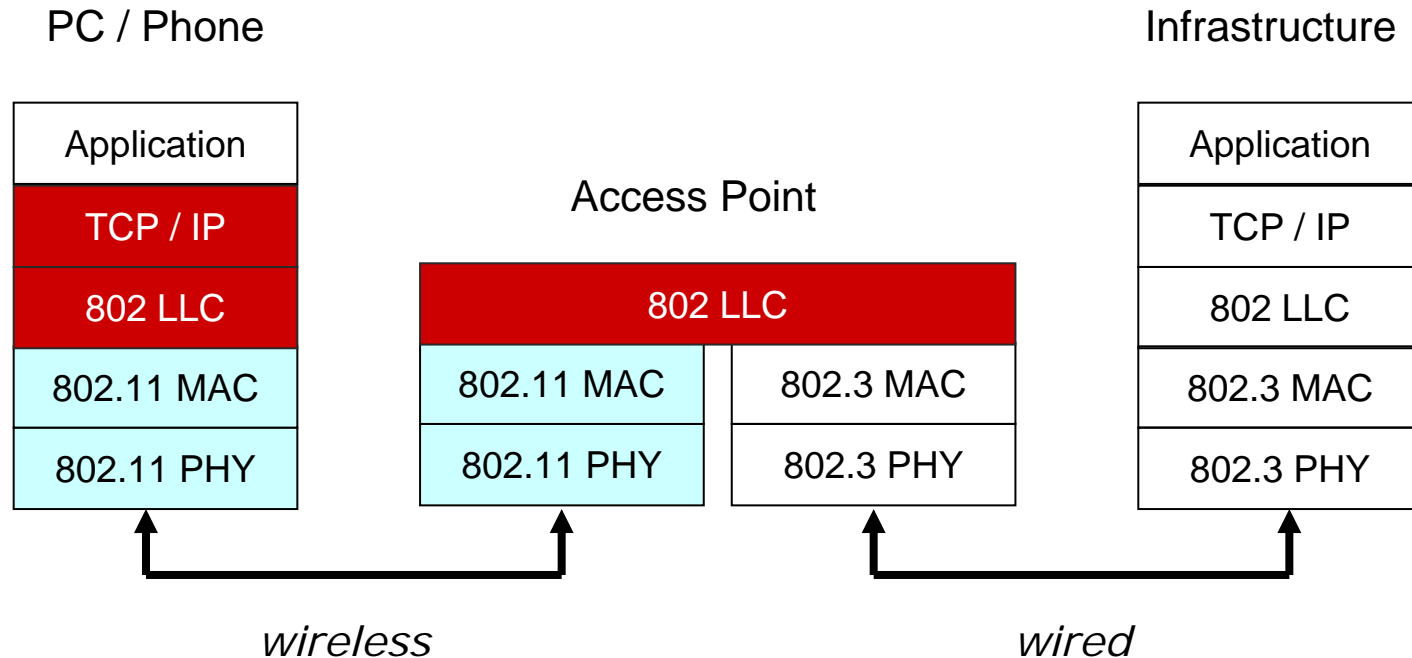 PC / Phone
Infrastructure
Application
TCP / IP
802 LLC
802.11 MAC
802.11 PHY
Access Point
802 LLC
802.11 MAC
802.11 PHY
802.3 MAC
802.3 PHY
Application
TCP / IP
802 LLC
802.3 MAC
802.3 PHY
wireless
wired